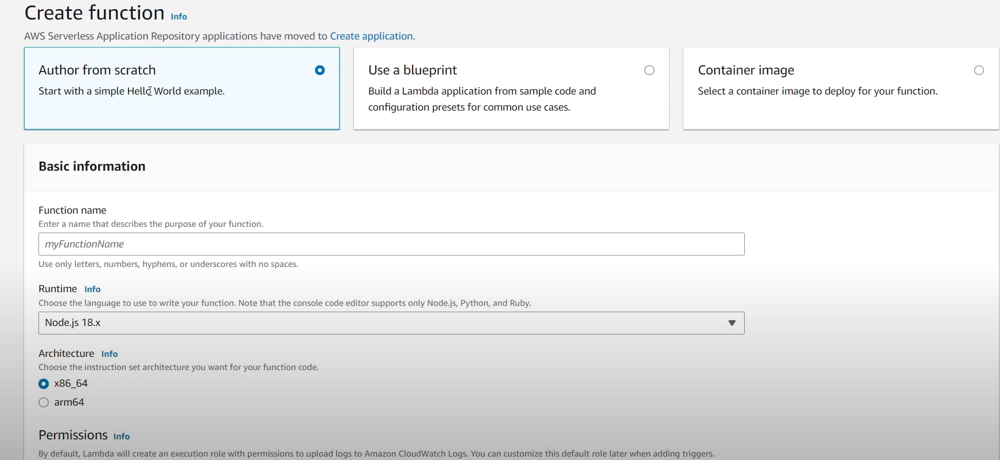 Create function Info
AWS Serverless Application Repository applications have moved to Create application.
Author from scratch
Start with a simple Hello World example.
Use a blueprint
Build a Lambda application from sample code and
configuration presets for common use cases.
Container image
Select a container image to deploy for your function.
Basic information
Function name
Enter a name that describes the purpose of your function.
myFunctionName
Use only letters, numbers, hyphens, or underscores with no spaces.
Runtime Info
Choose the language to use to write your function. Note that the console code editor supports only Node.js, Python, and Ruby.
Node.js 18.x
Architecture Info
Choose the instruction set architecture you want for your function code.
x86_64
arm64
Permissions Info
By default, Lambda will create an execution role with permissions to upload logs to Amazon CloudWatch Logs. You can customize this default role later when adding triggers.